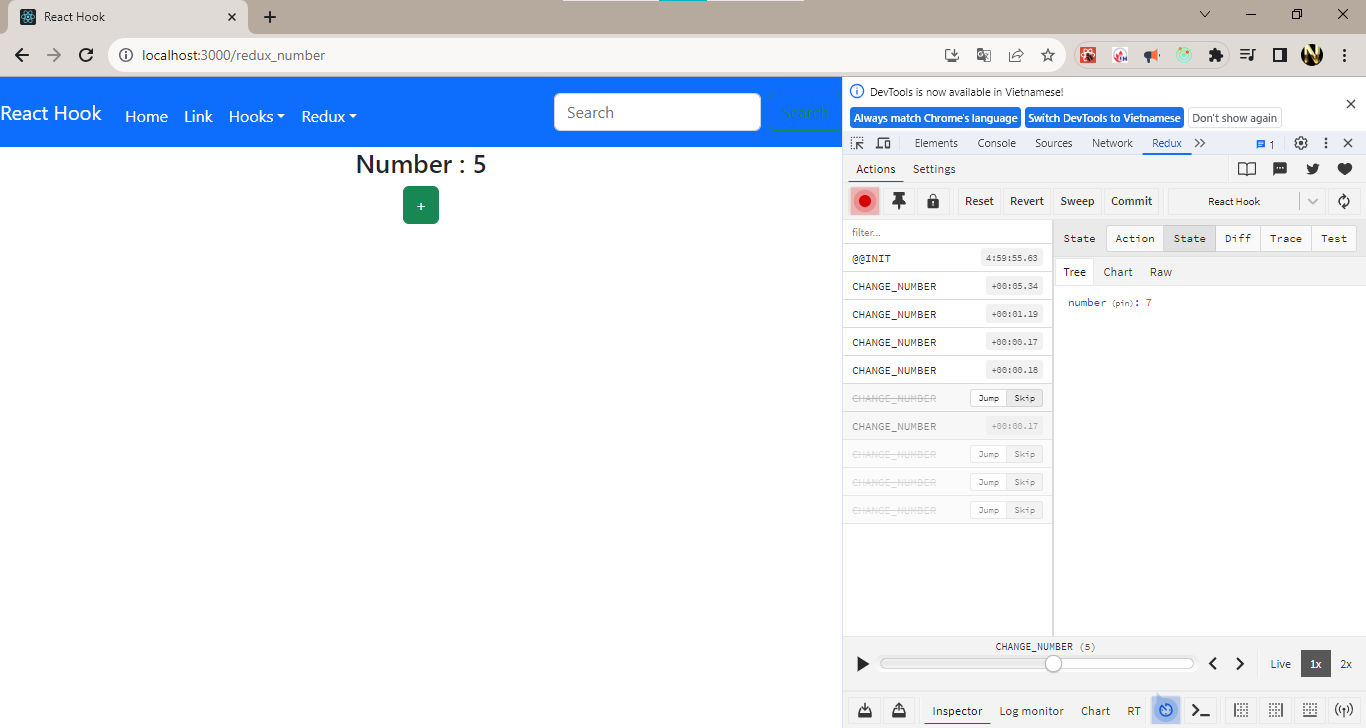 React Hook
localhost:3000/redux_number
React Hook Home Link Hooks Redux Search Search
Number : 5
+
DevTools is now available in Vietnamese!
Always match Chrome's language Switch DevTools to Vietnamese Don't show again
Elements Console Sources Network Redux 1
Actions Settings
Reset Revert Sweep Commit React Hook
filter...
@@INIT 4:59:55.63
CHANGE_NUMBER +00:05.34
CHANGE_NUMBER +00:01.19
CHANGE_NUMBER +00:00.17
CHANGE_NUMBER +00:00.18
CHANGE_NUMBER Jump Skip
CHANGE_NUMBER +00:00.17
CHANGE_NUMBER Jump Skip
CHANGE_NUMBER Jump Skip
CHANGE_NUMBER Jump Skip
State Action State Diff Trace Test
Tree Chart Raw
number (pin): 7
CHANGE_NUMBER (5)
Live 1x 2x
Inspector Log monitor Chart RT